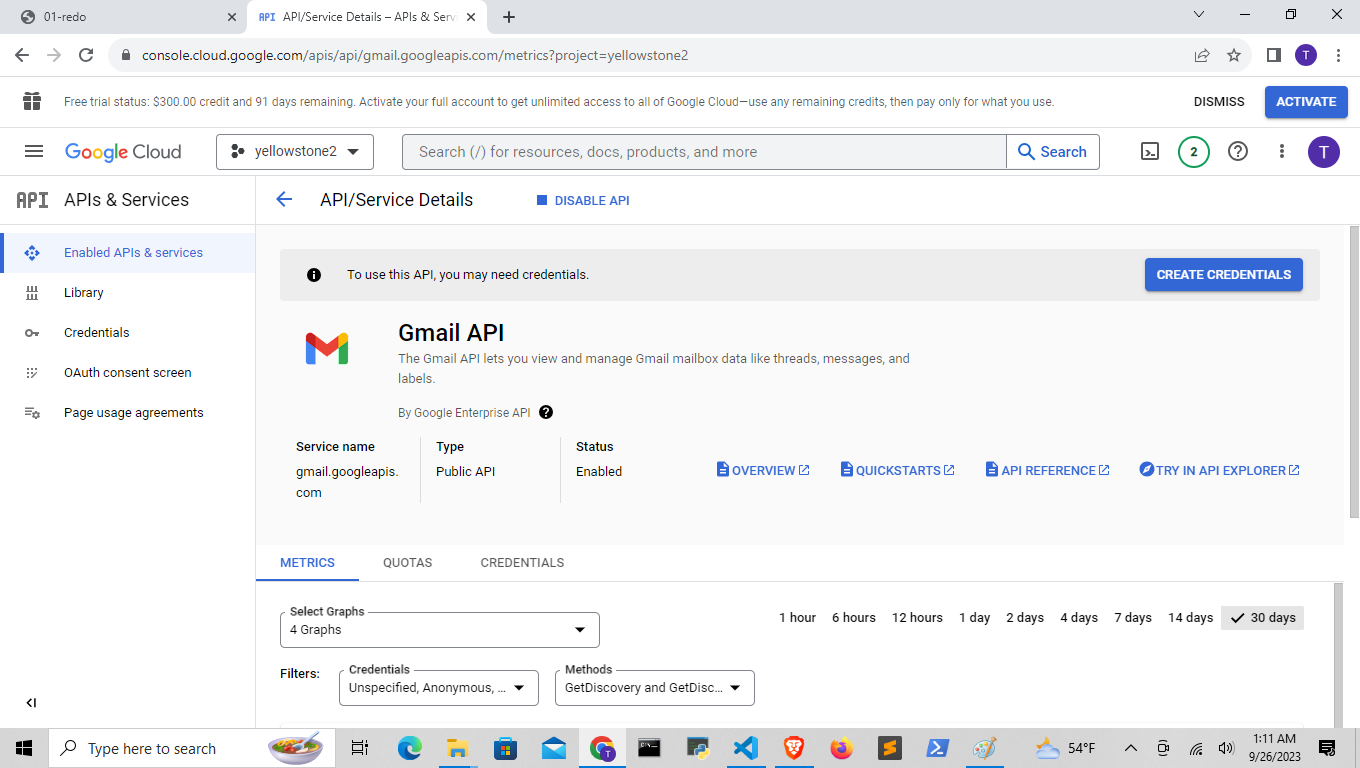 01-redo
API API/Service Details – APIs & Serv
console.cloud.google.com/apis/api/gmail.googleapis.com/metrics?project=yellowstone2
T
Free trial status: $300.00 credit and 91 days remaining. Activate your full account to get unlimited access to all of Google Cloud—use any remaining credits, then pay only for what you use.
DISMISS
ACTIVATE
Google Cloud
yellowstone2
Search (/) for resources, docs, products, and more
Search
2
T
API APIs & Services
API/Service Details
DISABLE API
Enabled APIs & services
Library
Credentials
OAuth consent screen
Page usage agreements
To use this API, you may need credentials.
CREATE CREDENTIALS
Gmail API
The Gmail API lets you view and manage Gmail mailbox data like threads, messages, and
labels.
By Google Enterprise API
Service name
gmail.googleapis.
com
Type
Public API
Status
Enabled
OVERVIEW
QUICKSTARTS
API REFERENCE
TRY IN API EXPLORER
METRICS
QUOTAS
CREDENTIALS
Select Graphs
4 Graphs
1 hour
6 hours
12 hours
1 day
2 days
4 days
7 days
14 days
30 days
Filters:
Credentials
Unspecified, Anonymous, ...
Methods
GetDiscovery and GetDisc...
Type here to search
T
54°F
1:11 AM
9/26/2023